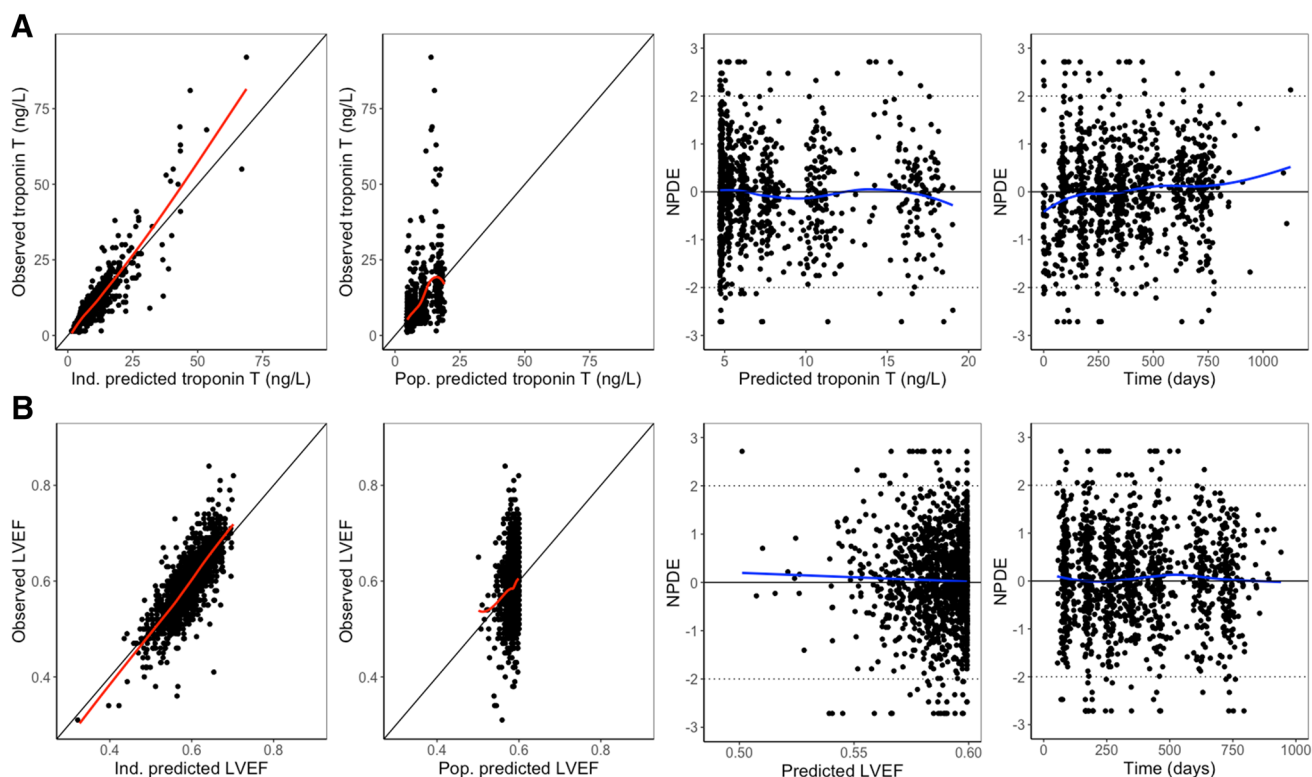 A
Observed troponin T (ng/L)
75
50
25
0
0 25 50 75
Ind. predicted troponin T (ng/L)
Observed troponin T (ng/L)
75
50
25
0
0 25 50 75
Pop. predicted troponin T (ng/L)
NPDE
3
2
1
0
-1
-2
-3
5 10 15 20
Predicted troponin T (ng/L)
NPDE
3
2
1
0
-1
-2
-3
0 250 500 750 1000
Time (days)
B
Observed LVEF
0.8
0.6
0.4
0.4 0.6 0.8
Ind. predicted LVEF
Observed LVEF
0.8
0.6
0.4
0.4 0.6 0.8
Pop. predicted LVEF
NPDE
3
2
1
0
-1
-2
-3
0.50 0.55 0.60
Predicted LVEF
NPDE
3
2
1
0
-1
-2
-3
0 250 500 750 1000
Time (days)